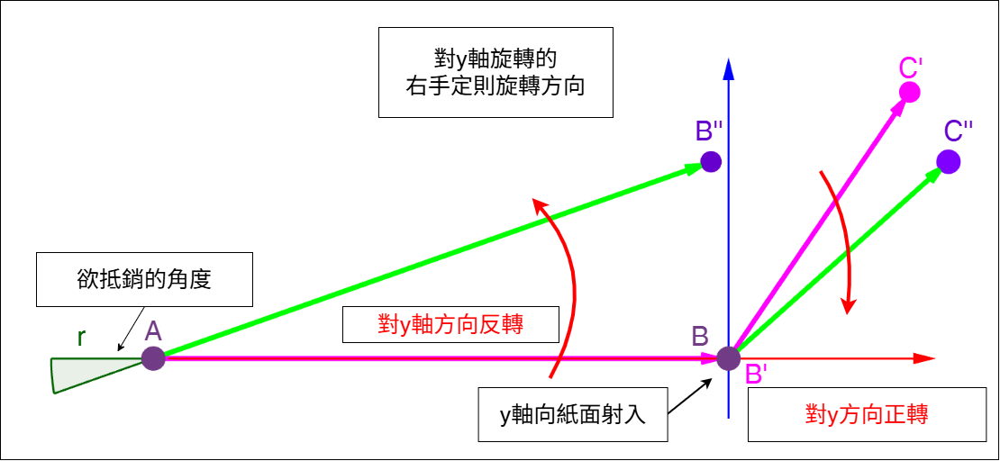 對y軸旋轉的
右手定則旋轉方向
C'
B''
C''
欲抵銷的角度
r
A
對y軸方向反轉
B
B'
y軸向紙面射入
對y方向正轉